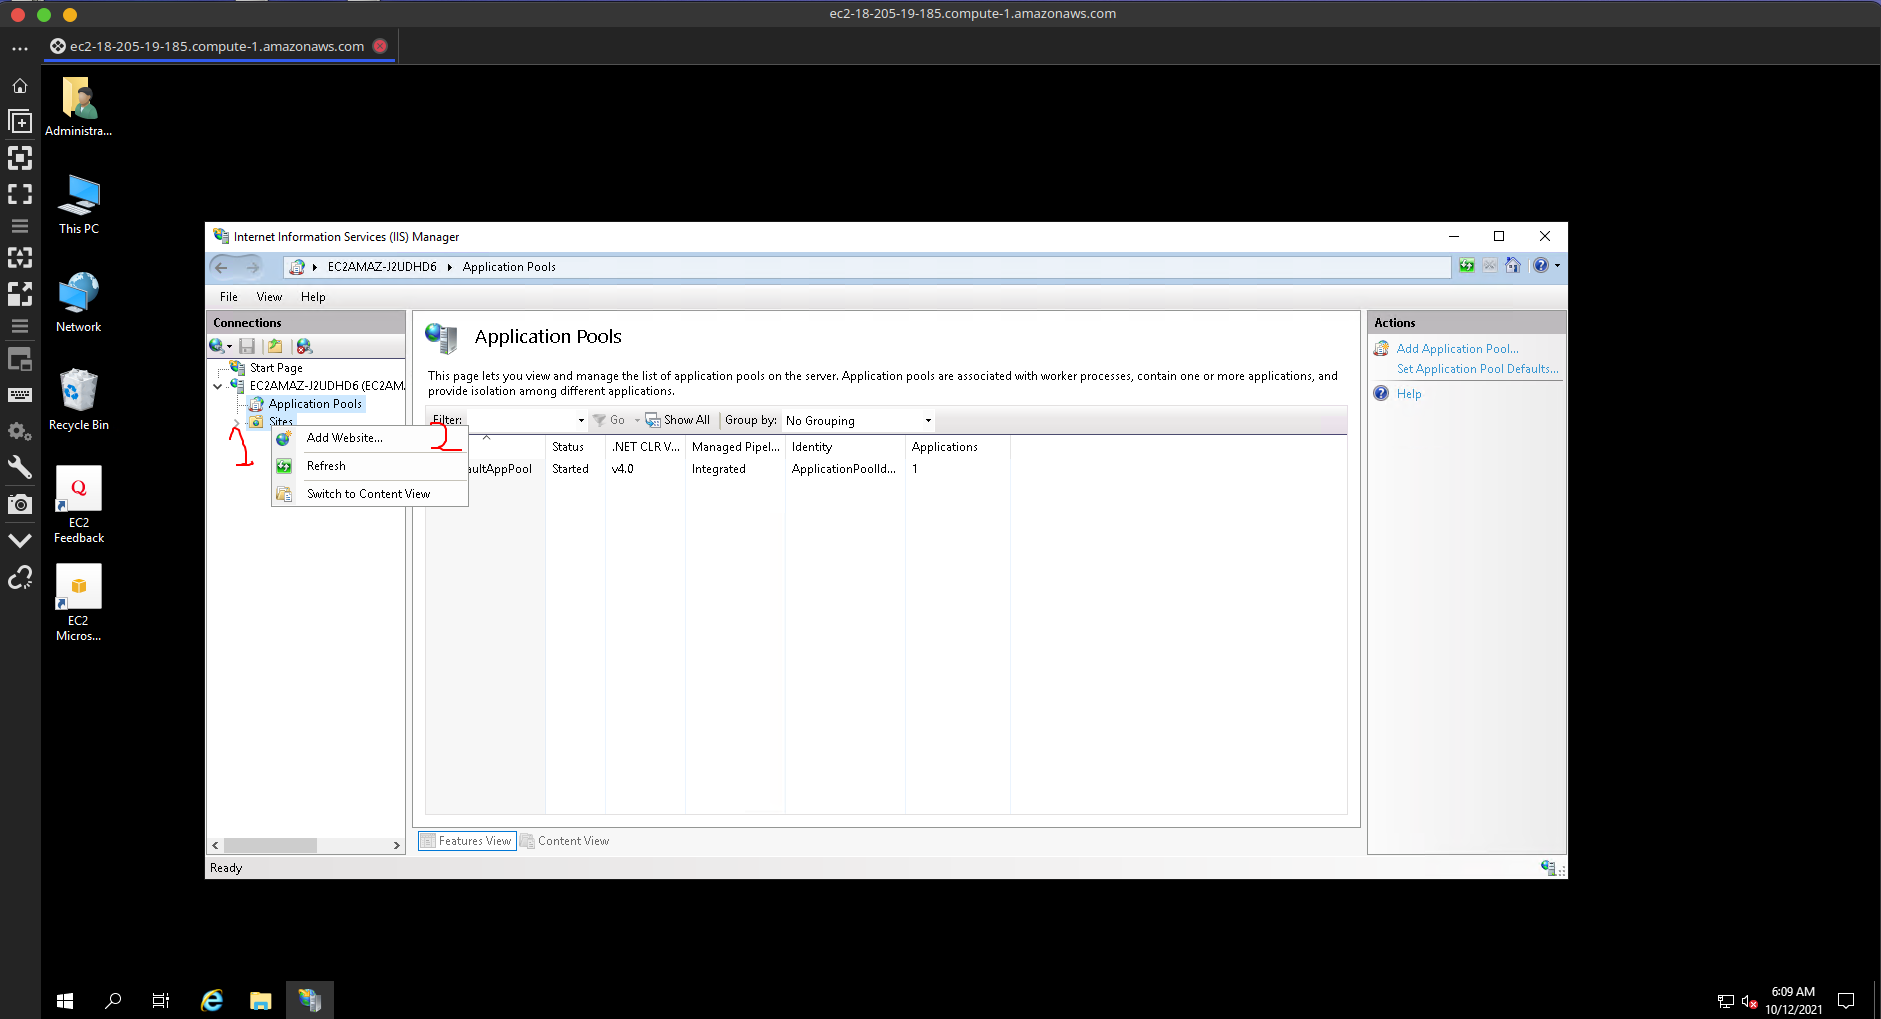 ec2-18-205-19-185.compute-1.amazonaws.com
ec2-18-205-19-185.compute-1.amazonaws.com
Administra...
This PC
Network
Recycle Bin
Q
EC2
Feedback
EC2
Micros...
Internet Information Services (IIS) Manager
EC2AMAZ-J2UDHD6
Application Pools
File View Help
Connections
Start Page
EC2AMAZ-J2UDHD6 (EC2AM
Application Pools
Sites
1
Add Website...
2
Refresh
Switch to Content View
Application Pools
This page lets you view and manage the list of application pools on the server. Application pools are associated with worker processes, contain one or more applications, and
provide isolation among different applications.
Filter: Go Show All Group by: No Grouping
Status .NET CLR V... Managed Pipel... Identity Applications
aultAppPool Started v4.0 Integrated ApplicationPoolId... 1
Features View Content View
Actions
Add Application Pool...
Set Application Pool Defaults...
Help
Ready
6:09 AM
10/12/2021